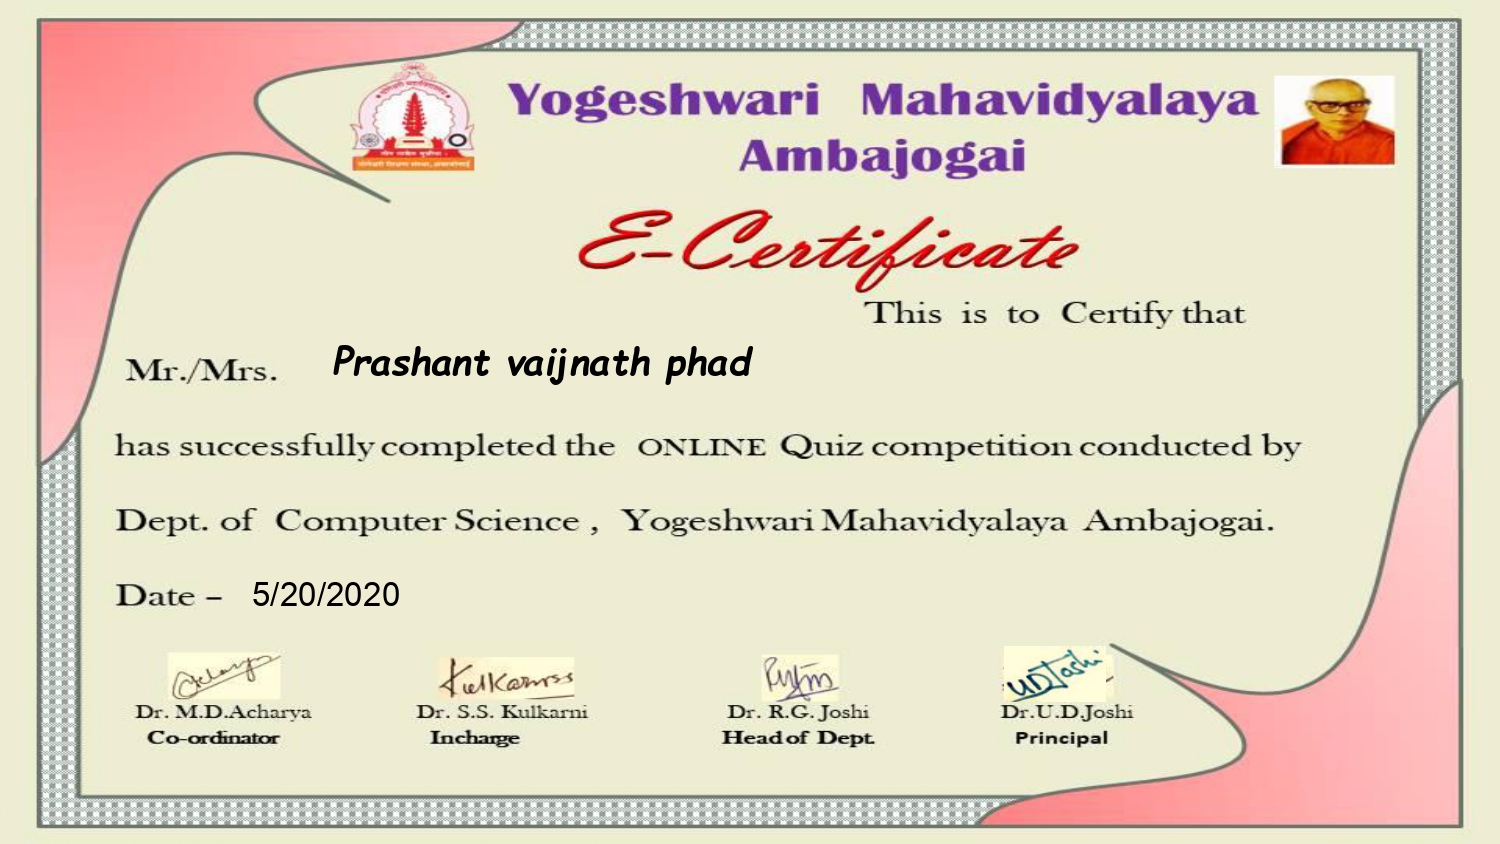 Yogeshwari Mahavidyalaya
Ambajogai
E-Certificate
This is to Certify that
Mr./Mrs. Prashant vaijnath phad
has successfully completed the ONLINE Quiz competition conducted by
Dept. of Computer Science , Yogeshwari Mahavidyalaya Ambajogai.
Date – 5/20/2020
Dr. M.D.Acharya Dr. S.S. Kulkarni Dr. R.G. Joshi Dr.U.D.Joshi
Co-ordinator Incharge Head of Dept. Principal